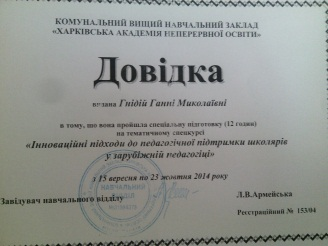 КОМУНАЛЬНИЙ ВИЩИЙ НАВЧАЛЬНИЙ ЗАКЛАД
«ХАРКІВСЬКА АКАДЕМІЯ НЕПЕРЕРВНОЇ ОСВІТИ»
Довідка
видана Гнідій Ганні Миколаївні
в тому, що вона пройшла спеціальну підготовку (12 годин)
на тематичному спецкурсі
«Інноваційні підходи до педагогічної підтримки школярів
у зарубіжній педагогіці»
з 15 вересня по 23 жовтня 2014 року
НАВЧАЛЬНИЙ
ВІДДІЛ
Завідувач навчального відділу Л.В.Армейська
Реєстраційний № 153/04